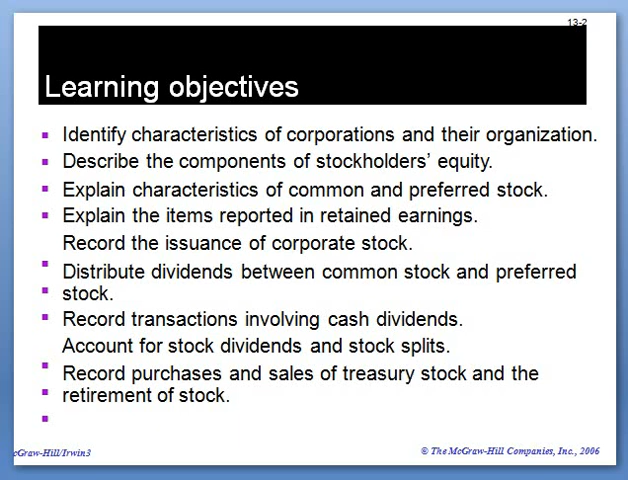 13-2
Learning objectives
Identify characteristics of corporations and their organization.
Describe the components of stockholders’ equity.
Explain characteristics of common and preferred stock.
Explain the items reported in retained earnings.
Record the issuance of corporate stock.
Distribute dividends between common stock and preferred
stock.
Record transactions involving cash dividends.
Account for stock dividends and stock splits.
Record purchases and sales of treasury stock and the
retirement of stock.
cGraw-Hill/Irwin3
© The McGraw-Hill Companies, Inc., 2006